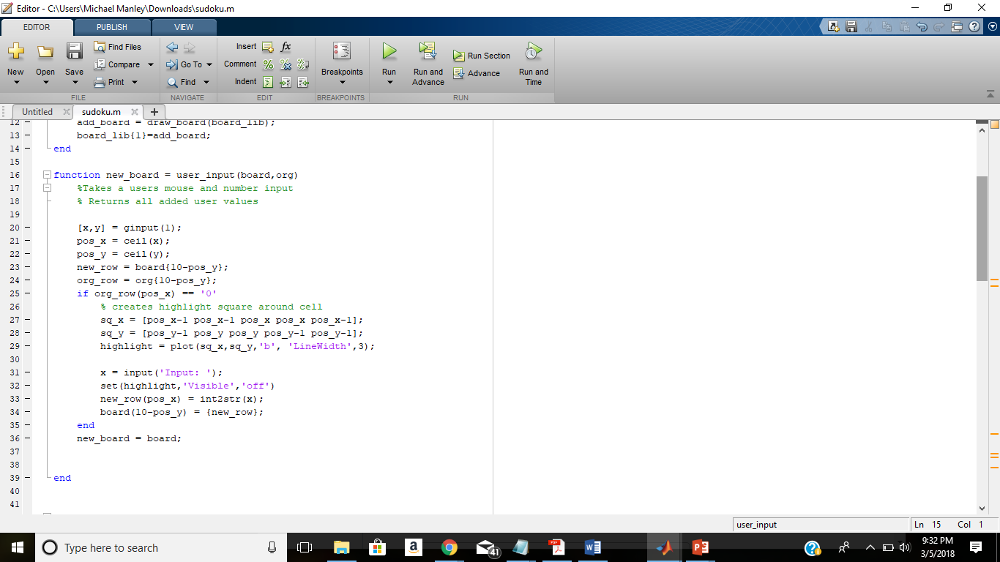 Editor - C:\Users\Michael Manley\Downloads\sudoku.m
EDITOR PUBLISH VIEW
New Open Save Find Files Compare Print
Go To Find
Insert fx Comment Indent
Breakpoints
Run Run and Advance Run Section Advance Run and Time
FILE NAVIGATE EDIT BREAKPOINTS RUN
Untitled sudoku.m +
12 add_board = draw_board(board_lib);
13 board_lib{1}=add_board;
14 end
15
16 function new_board = user_input(board,org)
17 %Takes a users mouse and number input
18 % Returns all added user values
19
20 [x,y] = ginput(1);
21 pos_x = ceil(x);
22 pos_y = ceil(y);
23 new_row = board{10-pos_y};
24 org_row = org{10-pos_y};
25 if org_row(pos_x) == '0'
26 % creates highlight square around cell
27 sq_x = [pos_x-1 pos_x-1 pos_x pos_x pos_x-1];
28 sq_y = [pos_y-1 pos_y pos_y pos_y-1 pos_y-1];
29 highlight = plot(sq_x,sq_y,'b', 'LineWidth',3);
30
31 x = input('Input: ');
32 set(highlight,'Visible','off')
33 new_row(pos_x) = int2str(x);
34 board(10-pos_y) = {new_row};
35 end
36 new_board = board;
37
38
39 end
40
41
user_input Ln 15 Col 1
Type here to search
41
9:32 PM
3/5/2018